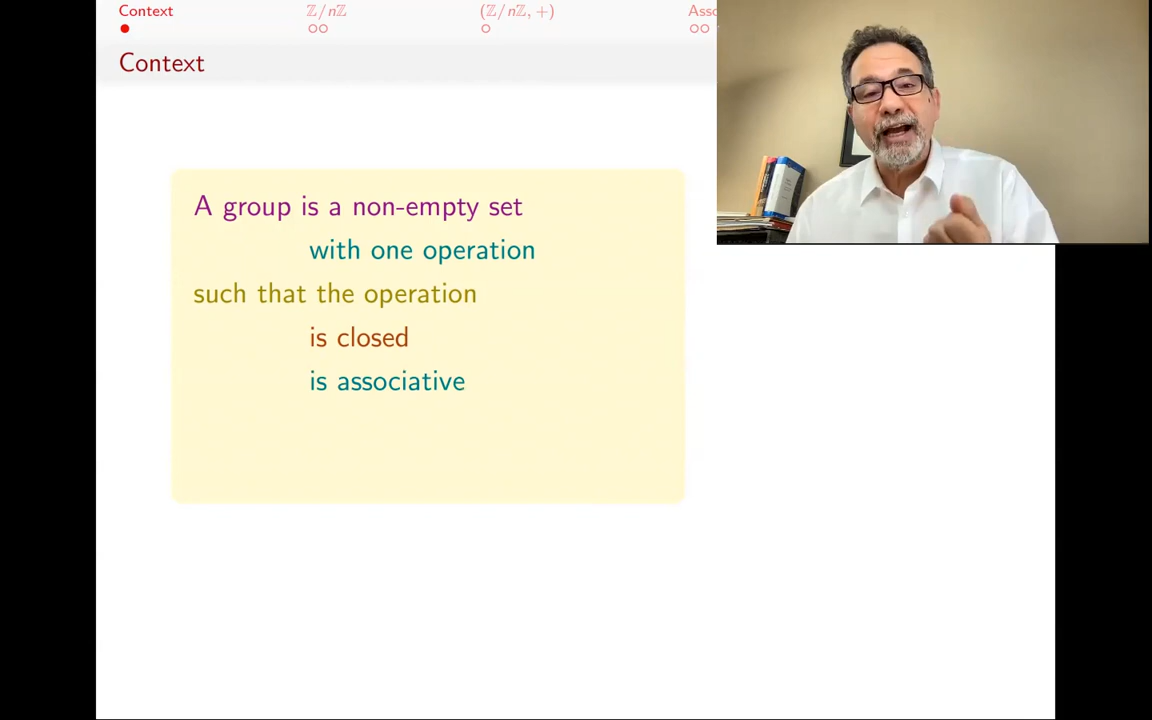 Context ℤ/nℤ (ℤ/nℤ, +) Asso
Context
A group is a non-empty set
with one operation
such that the operation
is closed
is associative